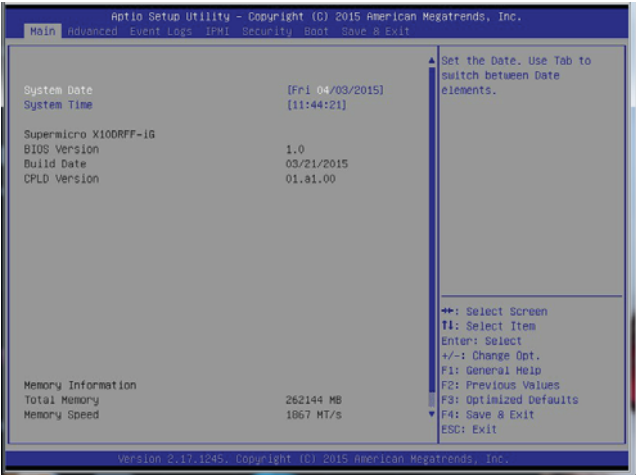 Aptio Setup Utility – Copyright (C) 2015 American Megatrends, Inc.
Main Advanced Event Logs IPMI Security Boot Save & Exit
System Date [Fri 04/03/2015]
System Time [11:44:21]
Supermicro X10DRFF-iG
BIOS Version 1.0
Build Date 03/21/2015
CPLD Version 01.a1.00
Memory Information
Total Memory 262144 MB
Memory Speed 1867 MT/s
Set the Date. Use Tab to
switch between Date
elements.
↔: Select Screen
↑↓: Select Item
Enter: Select
+/-: Change Opt.
F1: General Help
F2: Previous Values
F3: Optimized Defaults
F4: Save & Exit
ESC: Exit
Version 2.17.1245. Copyright (C) 2015 American Megatrends, Inc.